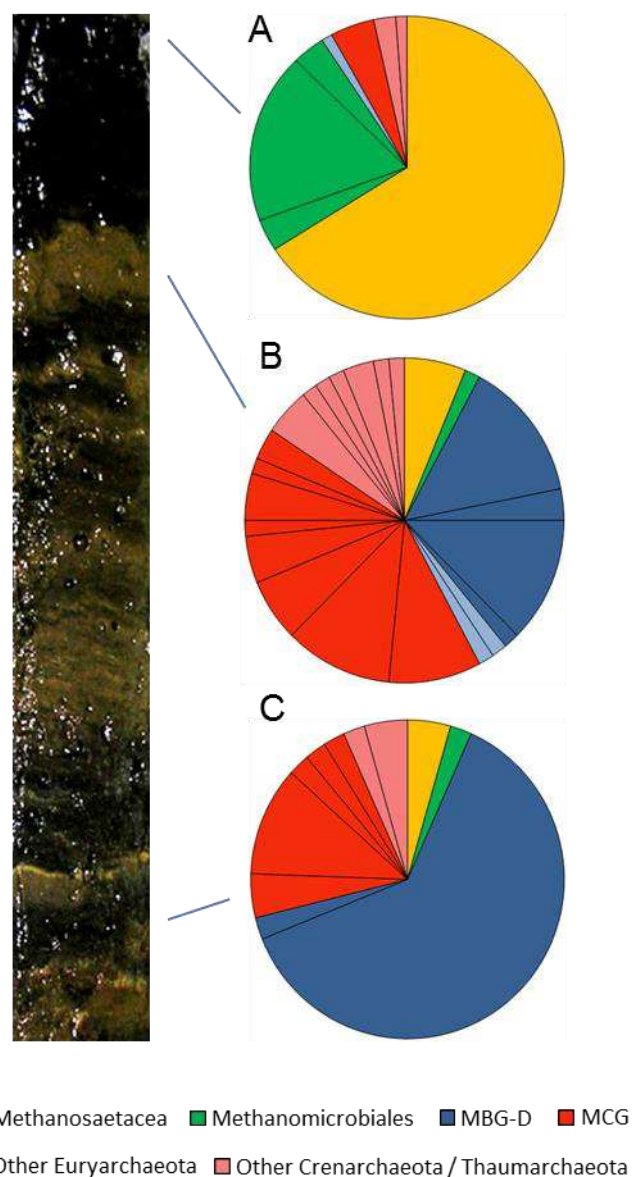 A
B
C
Methanosaetacea Methanomicrobiales MBG-D MCG
Other Euryarchaeota Other Crenarchaeota / Thaumarchaeota